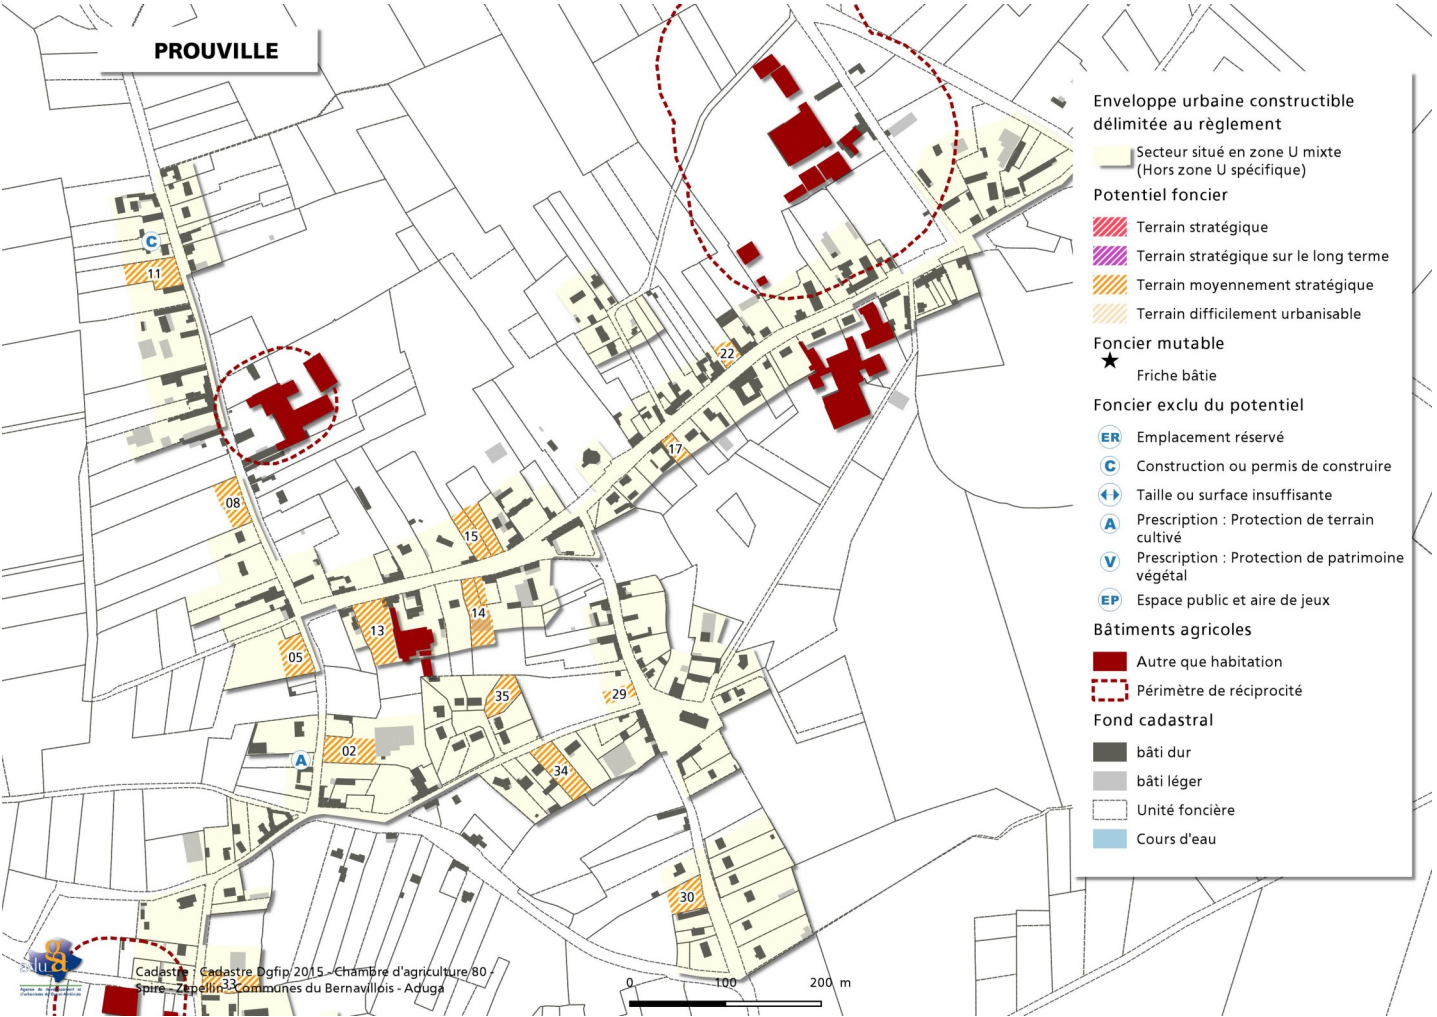 PROUVILLE
Enveloppe urbaine constructible
délimitée au règlement
Secteur situé en zone U mixte
(Hors zone U spécifique)
Potentiel foncier
Terrain stratégique
Terrain stratégique sur le long terme
Terrain moyennement stratégique
Terrain difficilement urbanisable
Foncier mutable
Friche bâtie
Foncier exclu du potentiel
ER Emplacement réservé
C Construction ou permis de construire
Taille ou surface insuffisante
A Prescription : Protection de terrain
cultivé
V Prescription : Protection de patrimoine
végétal
EP Espace public et aire de jeux
Bâtiments agricoles
Autre que habitation
Périmètre de réciprocité
Fond cadastral
bâti dur
bâti léger
Unité foncière
Cours d'eau
C
11
22
17
08
15
14
13
05
35
29
02
A
34
30
33
aduga
Cadastre : Cadastre Dgfip 2015 - Chambre d'agriculture 80 -
Spire - Zepellin - Communes du Bernavillois - Aduga
0 100 200 m